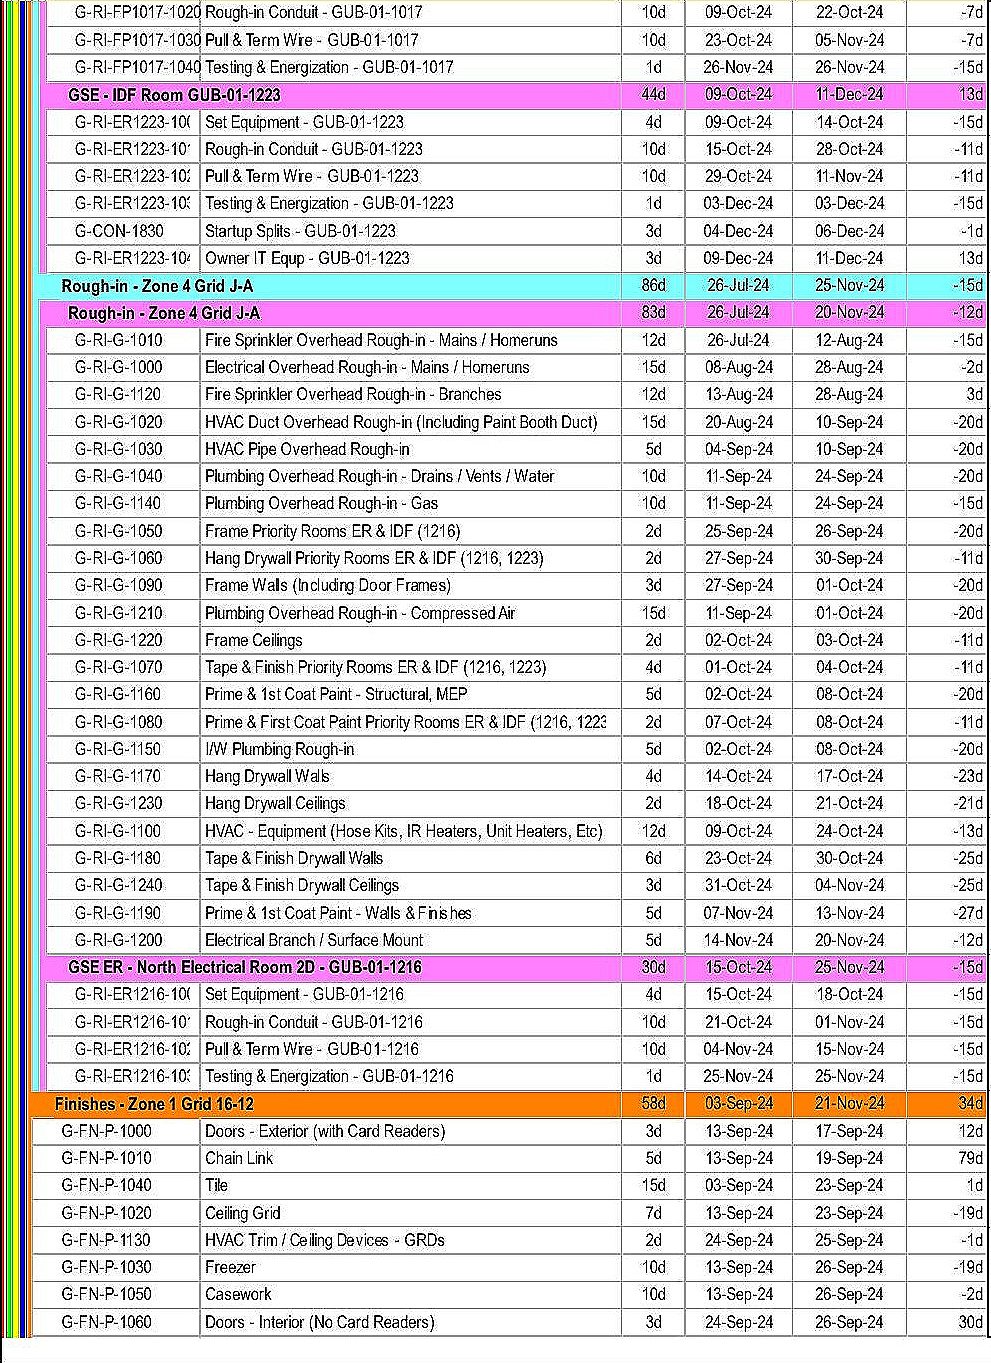 G-RI-FP1017-1020 Rough-in Conduit - GUB-01-1017 10d 09-Oct-24 22-Oct-24 -7d
G-RI-FP1017-1030 Pull & Term Wire - GUB-01-1017 10d 23-Oct-24 05-Nov-24 -7d
G-RI-FP1017-1040 Testing & Energization - GUB-01-1017 1d 26-Nov-24 26-Nov-24 -15d
GSE - IDF Room GUB-01-1223 44d 09-Oct-24 11-Dec-24 13d
G-RI-ER1223-100 Set Equipment - GUB-01-1223 4d 09-Oct-24 14-Oct-24 -15d
G-RI-ER1223-101 Rough-in Conduit - GUB-01-1223 10d 15-Oct-24 28-Oct-24 -11d
G-RI-ER1223-102 Pull & Term Wire - GUB-01-1223 10d 29-Oct-24 11-Nov-24 -11d
G-RI-ER1223-103 Testing & Energization - GUB-01-1223 1d 03-Dec-24 03-Dec-24 -15d
G-CON-1830 Startup Splits - GUB-01-1223 3d 04-Dec-24 06-Dec-24 -1d
G-RI-ER1223-104 Owner IT Equp - GUB-01-1223 3d 09-Dec-24 11-Dec-24 13d
Rough-in - Zone 4 Grid J-A 86d 26-Jul-24 25-Nov-24 -15d
Rough-in - Zone 4 Grid J-A 83d 26-Jul-24 20-Nov-24 -12d
G-RI-G-1010 Fire Sprinkler Overhead Rough-in - Mains / Homeruns 12d 26-Jul-24 12-Aug-24 -15d
G-RI-G-1000 Electrical Overhead Rough-in - Mains / Homeruns 15d 08-Aug-24 28-Aug-24 -2d
G-RI-G-1120 Fire Sprinkler Overhead Rough-in - Branches 12d 13-Aug-24 28-Aug-24 3d
G-RI-G-1020 HVAC Duct Overhead Rough-in (Including Paint Booth Duct) 15d 20-Aug-24 10-Sep-24 -20d
G-RI-G-1030 HVAC Pipe Overhead Rough-in 5d 04-Sep-24 10-Sep-24 -20d
G-RI-G-1040 Plumbing Overhead Rough-in - Drains / Vents / Water 10d 11-Sep-24 24-Sep-24 -20d
G-RI-G-1140 Plumbing Overhead Rough-in - Gas 10d 11-Sep-24 24-Sep-24 -15d
G-RI-G-1050 Frame Priority Rooms ER & IDF (1216) 2d 25-Sep-24 26-Sep-24 -20d
G-RI-G-1060 Hang Drywall Priority Rooms ER & IDF (1216, 1223) 2d 27-Sep-24 30-Sep-24 -11d
G-RI-G-1090 Frame Walls (Including Door Frames) 3d 27-Sep-24 01-Oct-24 -20d
G-RI-G-1210 Plumbing Overhead Rough-in - Compressed Air 15d 11-Sep-24 01-Oct-24 -20d
G-RI-G-1220 Frame Ceilings 2d 02-Oct-24 03-Oct-24 -11d
G-RI-G-1070 Tape & Finish Priority Rooms ER & IDF (1216, 1223) 4d 01-Oct-24 04-Oct-24 -11d
G-RI-G-1160 Prime & 1st Coat Paint - Structural, MEP 5d 02-Oct-24 08-Oct-24 -20d
G-RI-G-1080 Prime & First Coat Paint Priority Rooms ER & IDF (1216, 1223 2d 07-Oct-24 08-Oct-24 -11d
G-RI-G-1150 I/W Plumbing Rough-in 5d 02-Oct-24 08-Oct-24 -20d
G-RI-G-1170 Hang Drywall Walls 4d 14-Oct-24 17-Oct-24 -23d
G-RI-G-1230 Hang Drywall Ceilings 2d 18-Oct-24 21-Oct-24 -21d
G-RI-G-1100 HVAC - Equipment (Hose Kits, IR Heaters, Unit Heaters, Etc) 12d 09-Oct-24 24-Oct-24 -13d
G-RI-G-1180 Tape & Finish Drywall Walls 6d 23-Oct-24 30-Oct-24 -25d
G-RI-G-1240 Tape & Finish Drywall Ceilings 3d 31-Oct-24 04-Nov-24 -25d
G-RI-G-1190 Prime & 1st Coat Paint - Walls & Finishes 5d 07-Nov-24 13-Nov-24 -27d
G-RI-G-1200 Electrical Branch / Surface Mount 5d 14-Nov-24 20-Nov-24 -12d
GSE ER - North Electrical Room 2D - GUB-01-1216 30d 15-Oct-24 25-Nov-24 -15d
G-RI-ER1216-100 Set Equipment - GUB-01-1216 4d 15-Oct-24 18-Oct-24 -15d
G-RI-ER1216-101 Rough-in Conduit - GUB-01-1216 10d 21-Oct-24 01-Nov-24 -15d
G-RI-ER1216-102 Pull & Term Wire - GUB-01-1216 10d 04-Nov-24 15-Nov-24 -15d
G-RI-ER1216-103 Testing & Energization - GUB-01-1216 1d 25-Nov-24 25-Nov-24 -15d
Finishes - Zone 1 Grid 16-12 58d 03-Sep-24 21-Nov-24 34d
G-FN-P-1000 Doors - Exterior (with Card Readers) 3d 13-Sep-24 17-Sep-24 12d
G-FN-P-1010 Chain Link 5d 13-Sep-24 19-Sep-24 79d
G-FN-P-1040 Tile 15d 03-Sep-24 23-Sep-24 1d
G-FN-P-1020 Ceiling Grid 7d 13-Sep-24 23-Sep-24 -19d
G-FN-P-1130 HVAC Trim / Ceiling Devices - GRDs 2d 24-Sep-24 25-Sep-24 -1d
G-FN-P-1030 Freezer 10d 13-Sep-24 26-Sep-24 -19d
G-FN-P-1050 Casework 10d 13-Sep-24 26-Sep-24 -2d
G-FN-P-1060 Doors - Interior (No Card Readers) 3d 24-Sep-24 26-Sep-24 30d